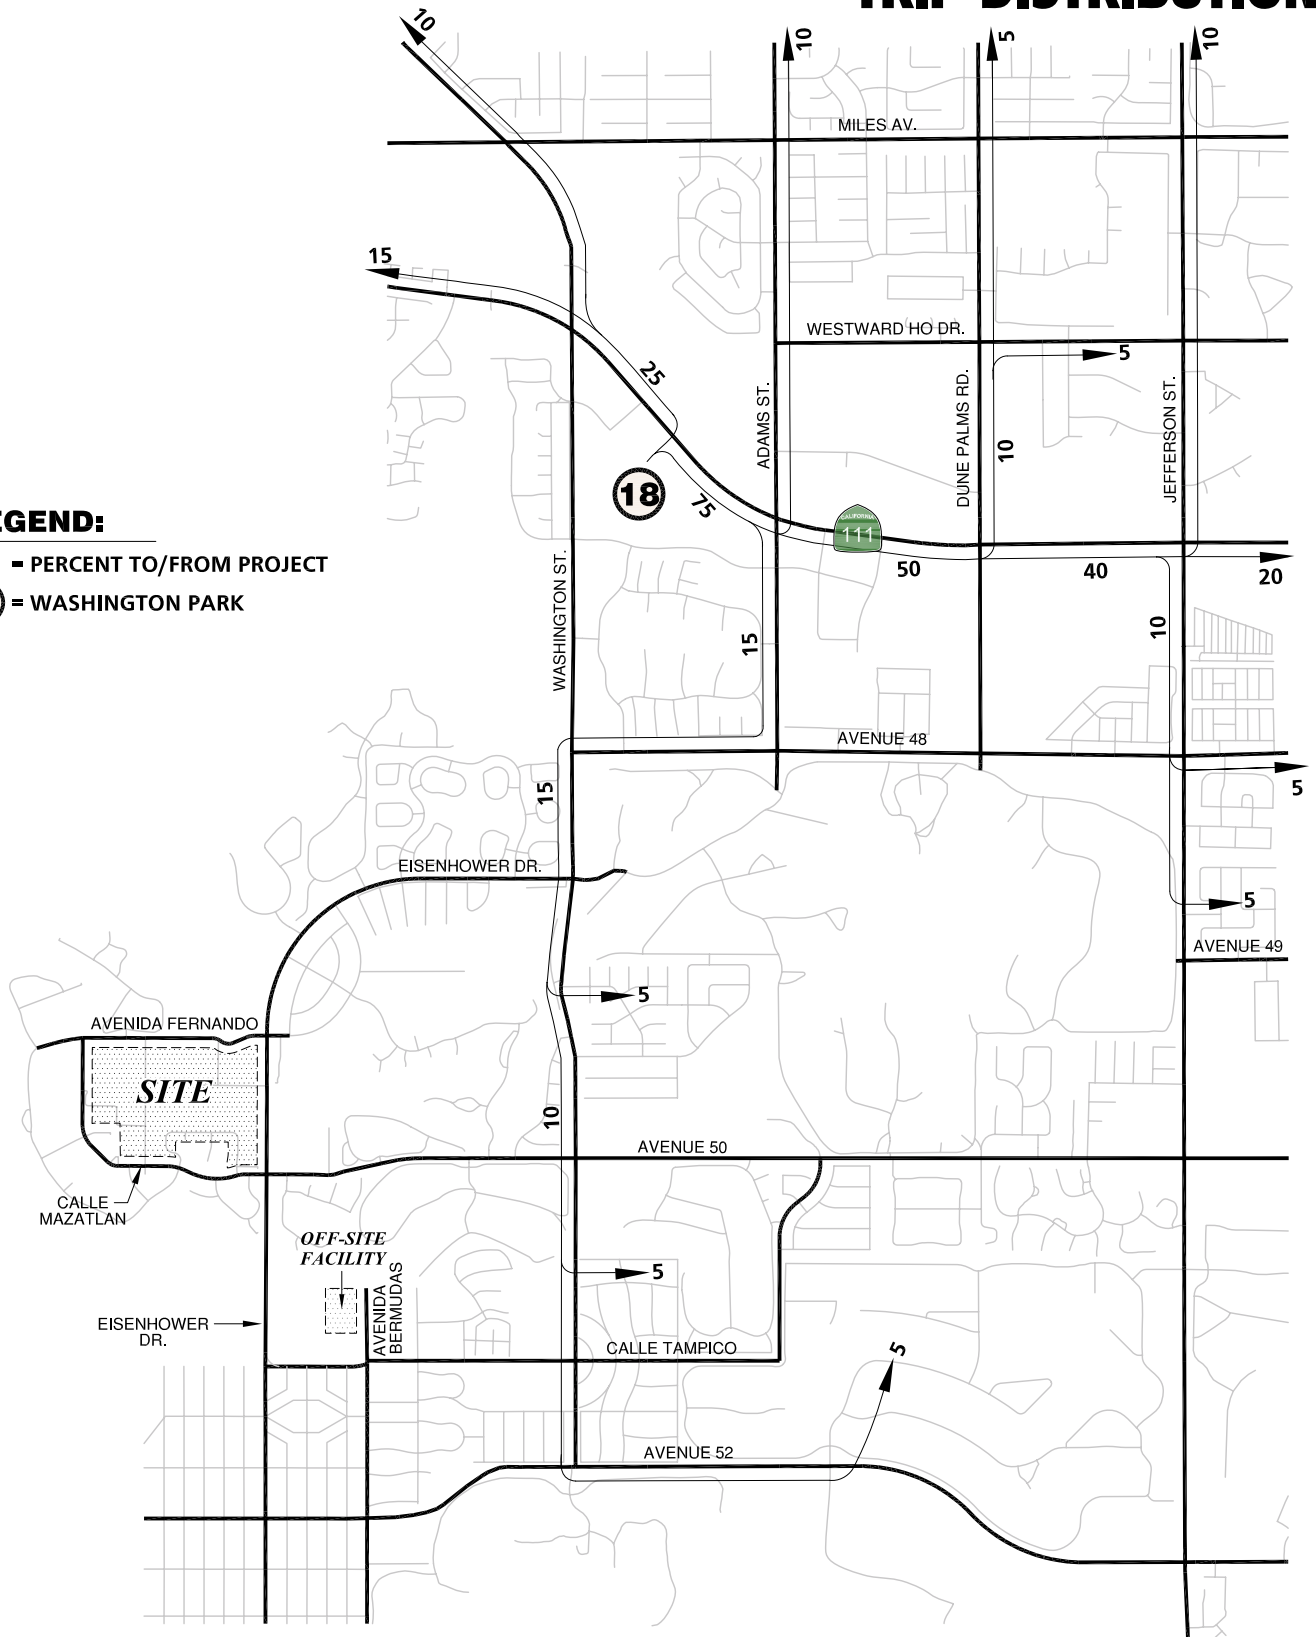 TRIP DISTRIBUTION
10
10
5
10
MILES AV.
15
WESTWARD HO DR.
5
25
ADAMS ST.
DUNE PALMS RD.
JEFFERSON ST.
10
18
75
CALIFORNIA
111
50
40
20
LEGEND:
= PERCENT TO/FROM PROJECT
= WASHINGTON PARK
WASHINGTON ST.
15
10
AVENUE 48
15
5
EISENHOWER DR.
5
AVENUE 49
5
AVENIDA FERNANDO
SITE
10
AVENUE 50
CALLE
MAZATLAN
OFF-SITE
FACILITY
5
AVENIDA
BERMUDAS
EISENHOWER
DR.
CALLE TAMPICO
5
AVENUE 52